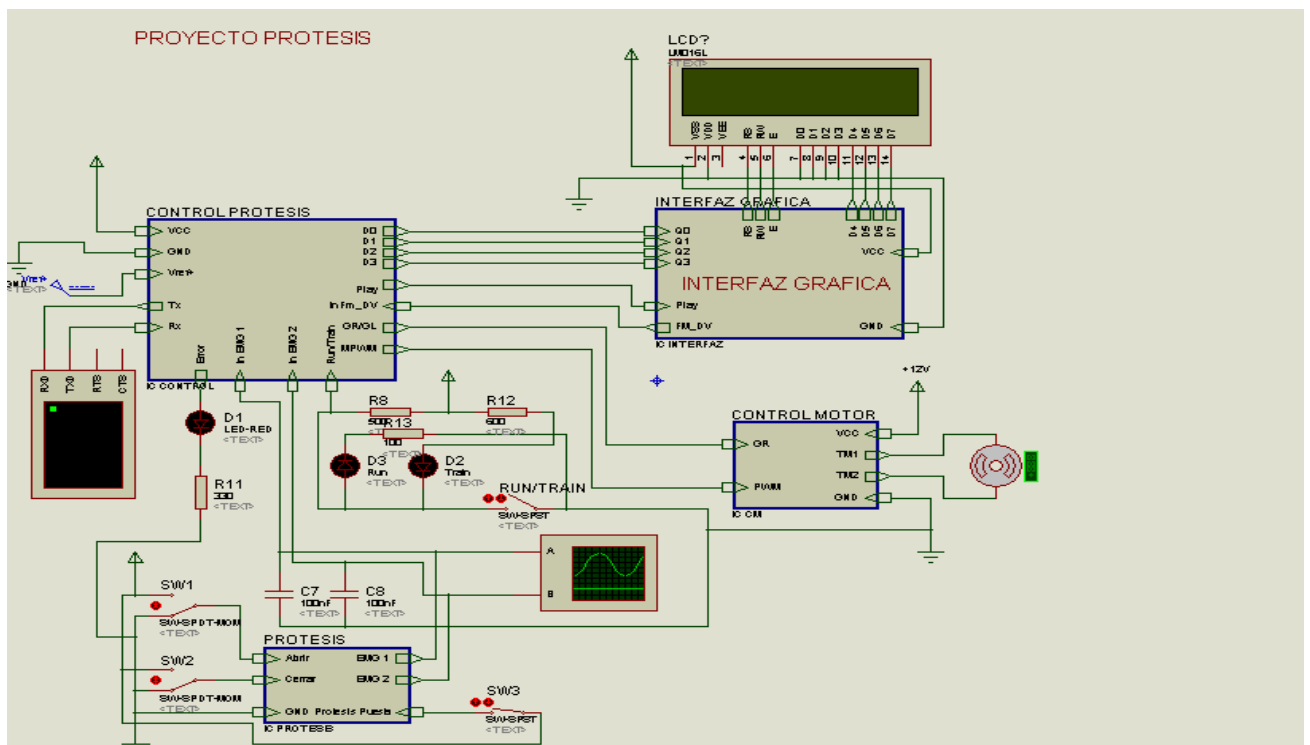 PROYECTO PROTESIS
LCD?
LM016L
<TEXT>
VSS VDD VEE RS RW E D0 D1 D2 D3 D4 D5 D6 D7
1 2 3 4 5 6 7 8 9 10 11 12 13 14
CONTROL PROTESIS
VCC
GND
Vref+
Tx
Rx
D0
D1
D2
D3
Play
In Fm_DV
GR/GL
Error
In EMG 1
In EMG 2
Run/Train
IC CONTROL
Vref+
<TEXT>
INTERFAZ GRAFICA
RS RW E D4 D5 D6 D7
Q0
Q1
Q2
Q3
VCC
INTERFAZ GRAFICA
Play
FM_DV
GND
IC INTERFAZ
RXD TXD RTS CTS
D1
LED-RED
<TEXT>
R11
330
<TEXT>
R8
500
R13
100
<TEXT>
R12
600
<TEXT>
D3
Run
<TEXT>
D2
Train
<TEXT>
RUN/TRAIN
SW-SPST
<TEXT>
+12V
CONTROL MOTOR
GR
PWM
VCC
TM1
TM2
GND
IC CM
A
B
C7
100nF
<TEXT>
C8
100nF
<TEXT>
SW1
SW-SPDT-MOM
<TEXT>
SW2
SW-SPDT-MOM
<TEXT>
PROTESIS
Abrir
Cerrar
GND
EMG 1
EMG 2
Protesis Puesta
IC PROTESIS
SW3
SW-SPST
<TEXT>